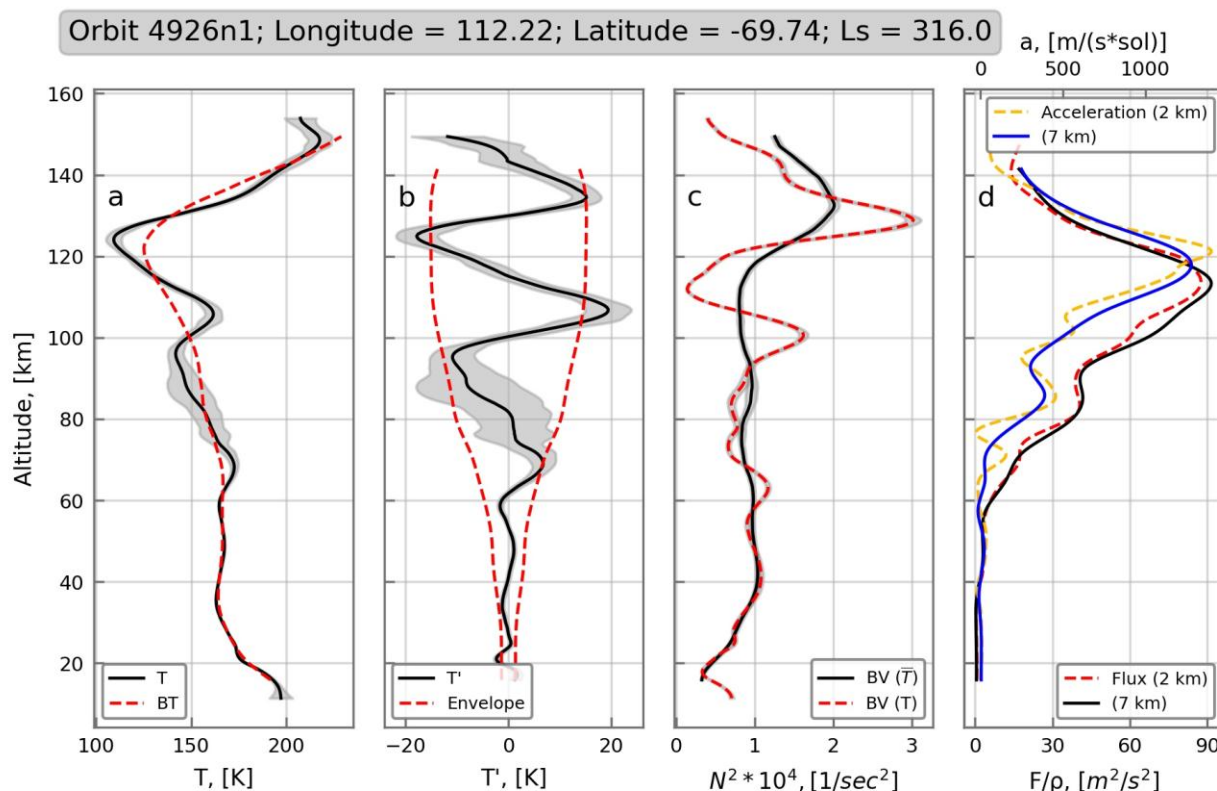 Orbit 4926n1; Longitude = 112.22; Latitude = -69.74; Ls = 316.0
a, [m/(s*sol)]
0 500 1000
160
140
120
100
80
60
40
20
Altitude, [km]
a
T
BT
100 150 200
T, [K]
b
T'
Envelope
−20 0 20
T', [K]
c
BV (T̅)
BV (T)
0 1 2 3
N² * 10⁴, [1/sec²]
d
Acceleration (2 km)
(7 km)
Flux (2 km)
(7 km)
0 30 60 90
F/ρ, [m²/s²]